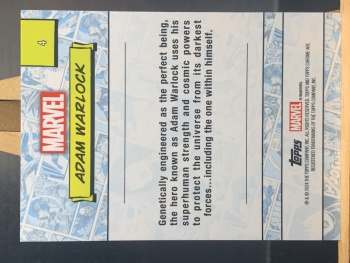 4
MARVEL
ADAM WARLOCK
Genetically engineered as the perfect being,
the hero known as Adam Warlock uses his
superhuman strength and cosmic powers
to protect the universe from its darkest
forces...including the one within himself.
Topps
MARVEL